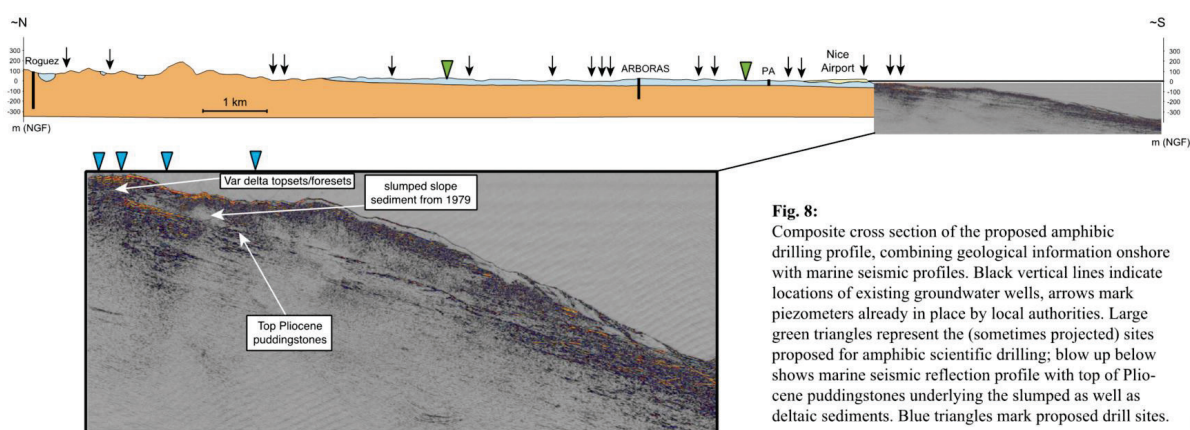 ~N
~S
300
200
100
0
-100
-200
-300
m (NGF)
Roguez
1 km
ARBORAS
PA
Nice
Airport
300
200
100
0
-100
-200
-300
m (NGF)
Var delta topsets/foresets
slumped slope
sediment from 1979
Top Pliocene
puddingstones
Fig. 8:
Composite cross section of the proposed amphibic
drilling profile, combining geological information onshore
with marine seismic profiles. Black vertical lines indicate
locations of existing groundwater wells, arrows mark
piezometers already in place by local authorities. Large
green triangles represent the (sometimes projected) sites
proposed for amphibic scientific drilling; blow up below
shows marine seismic reflection profile with top of Plio-
cene puddingstones underlying the slumped as well as
deltaic sediments. Blue triangles mark proposed drill sites.